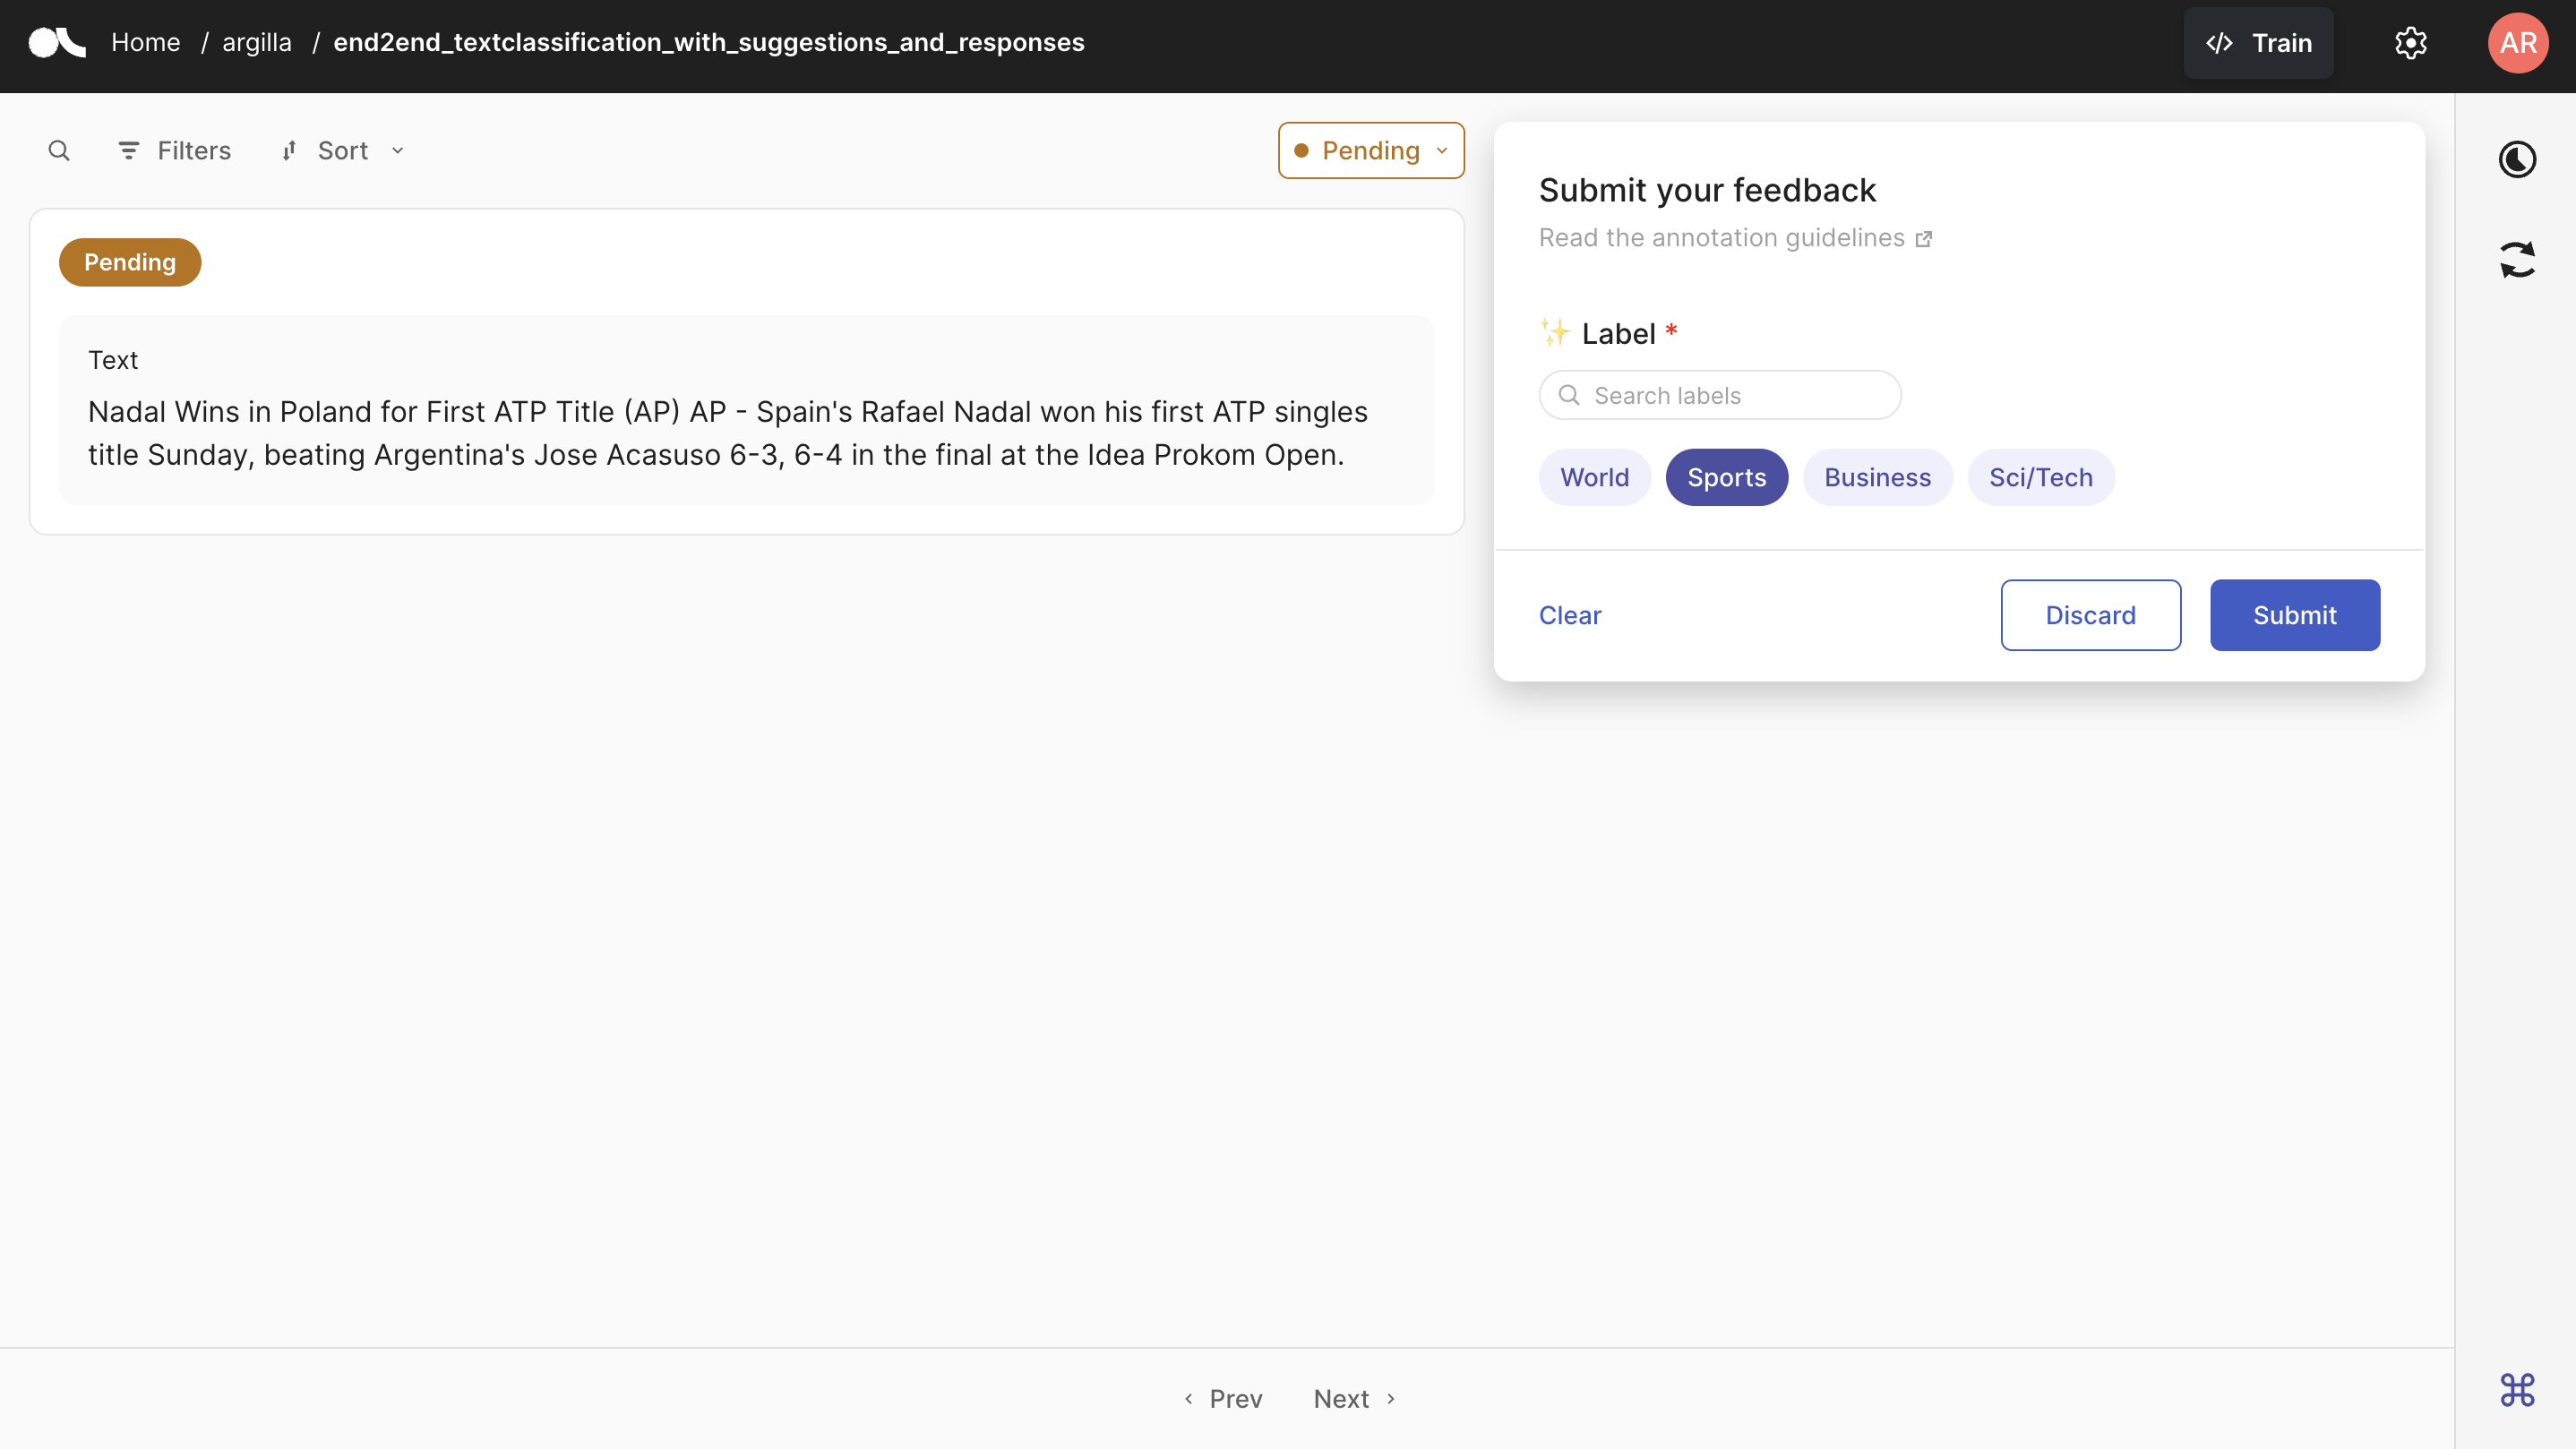 Home / argilla / end2end_textclassification_with_suggestions_and_responses
</> Train
AR
Filters
Sort
Pending
Pending
Text
Nadal Wins in Poland for First ATP Title (AP) AP - Spain's Rafael Nadal won his first ATP singles
title Sunday, beating Argentina's Jose Acasuso 6-3, 6-4 in the final at the Idea Prokom Open.
Submit your feedback
Read the annotation guidelines
Label *
Search labels
World Sports Business Sci/Tech
Clear Discard Submit
Prev Next